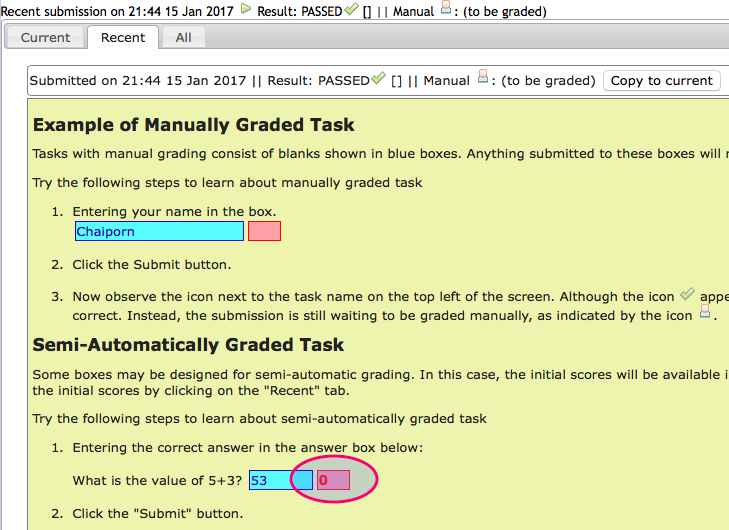 Recent submission on 21:44 15 Jan 2017 Result: PASSED [] || Manual : (to be graded)
Current Recent All
Submitted on 21:44 15 Jan 2017 || Result: PASSED [] || Manual : (to be graded) Copy to current
Example of Manually Graded Task
Tasks with manual grading consist of blanks shown in blue boxes. Anything submitted to these boxes will
Try the following steps to learn about manually graded task
1. Entering your name in the box.
Chaiporn
2. Click the Submit button.
3. Now observe the icon next to the task name on the top left of the screen. Although the icon appe
correct. Instead, the submission is still waiting to be graded manually, as indicated by the icon .
Semi-Automatically Graded Task
Some boxes may be designed for semi-automatic grading. In this case, the initial scores will be available i
the initial scores by clicking on the "Recent" tab.
Try the following steps to learn about semi-automatically graded task
1. Entering the correct answer in the answer box below:
What is the value of 5+3? 53 0
2. Click the "Submit" button.